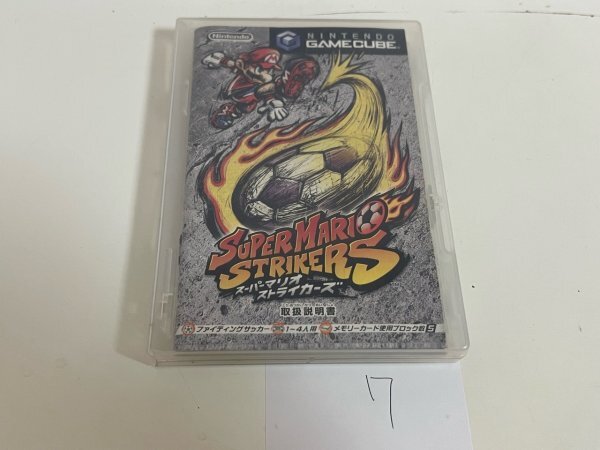 Nintendo
NINTENDO
GAMECUBE
SUPER MARIO
STRIKERS
スーパーマリオ
ストライカーズ
取扱説明書
ファイティングサッカー 1~4人用 メモリーカード使用ブロック数 5
17